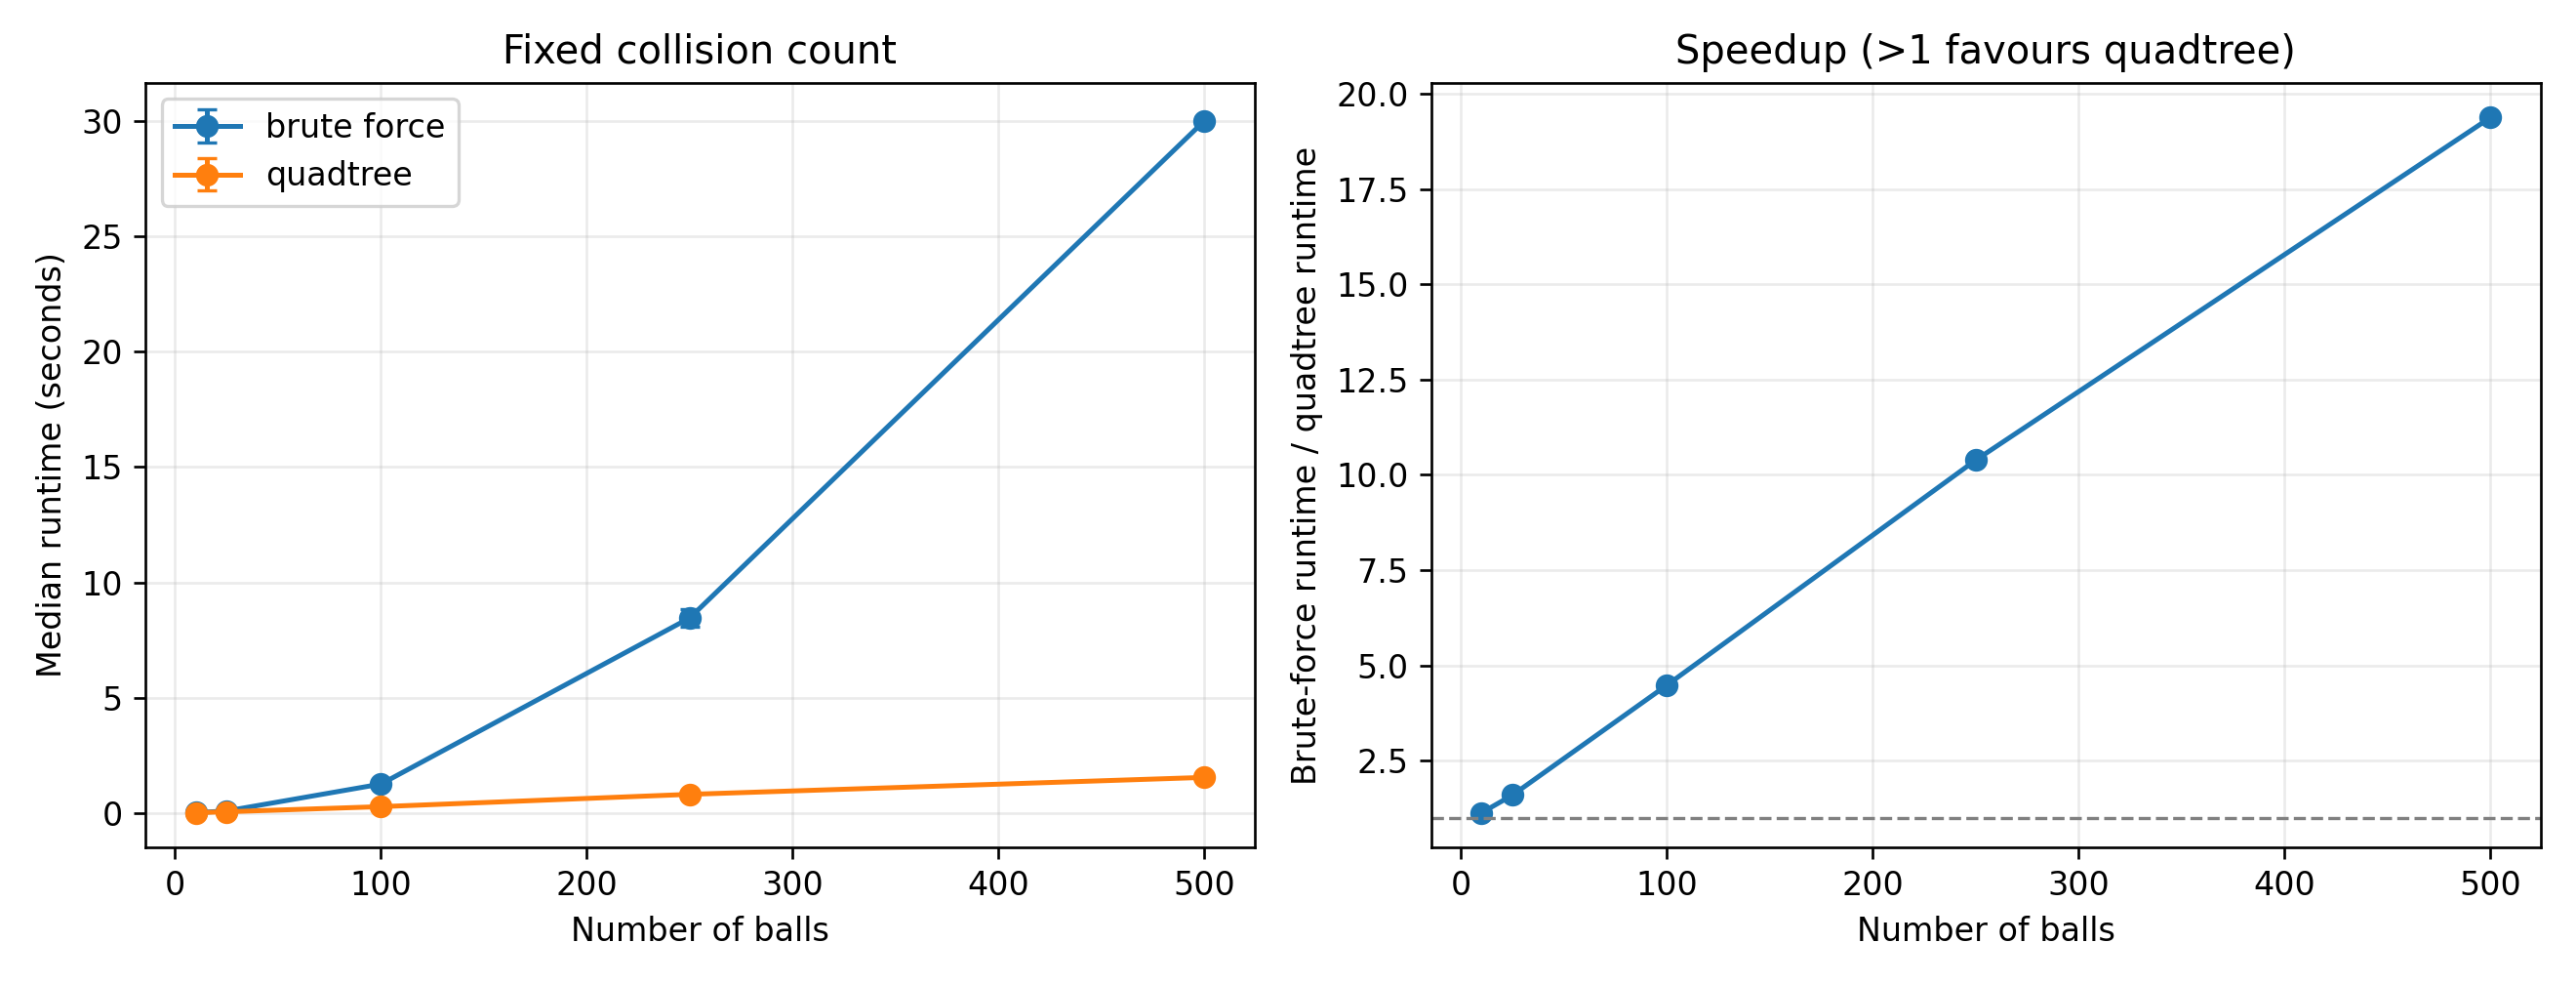 Fixed collision count
brute force
quadtree
Median runtime (seconds)
30
25
20
15
10
5
0
0 100 200 300 400 500
Number of balls
Speedup (>1 favours quadtree)
Brute-force runtime / quadtree runtime
20.0
17.5
15.0
12.5
10.0
7.5
5.0
2.5
0 100 200 300 400 500
Number of balls